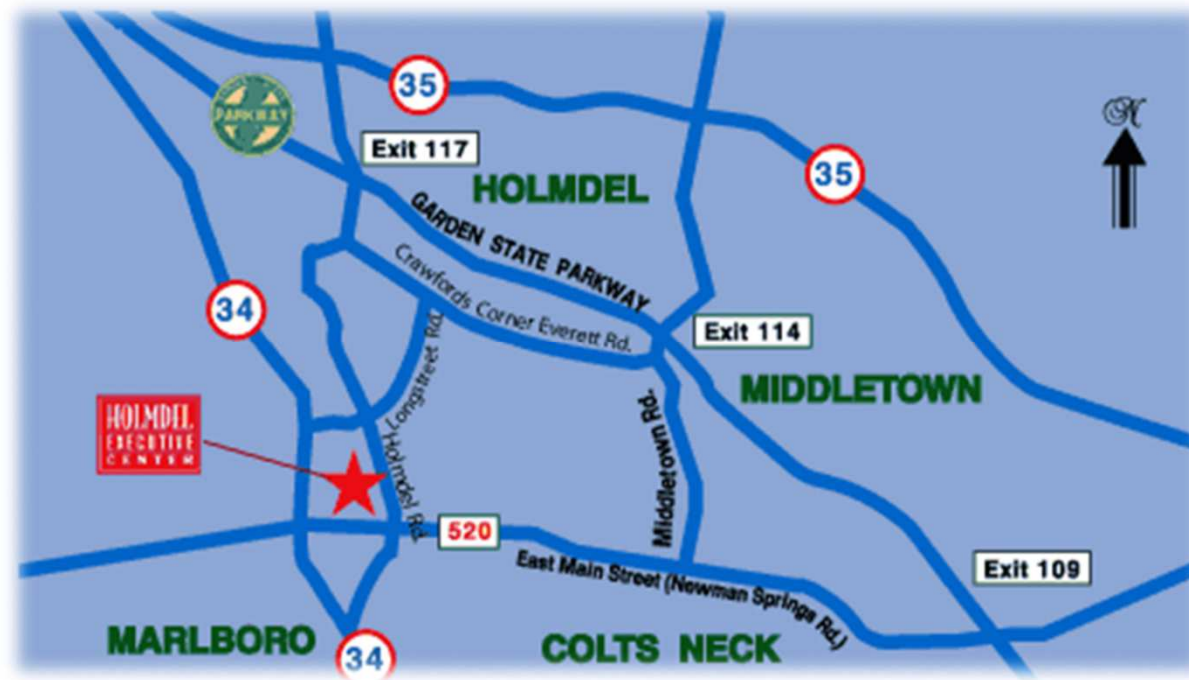 35
PARKWAY
Exit 117
HOLMDEL
35
GARDEN STATE PARKWAY
Crawfords Corner Everett Rd.
34
Exit 114
Longstreet Rd.
MIDDLETOWN
HOLMDEL
EXECUTIVE
CENTER
Middletown Rd.
Holmdel Rd.
520
East Main Street (Newman Springs Rd.)
Exit 109
MARLBORO
COLTS NECK
34
N